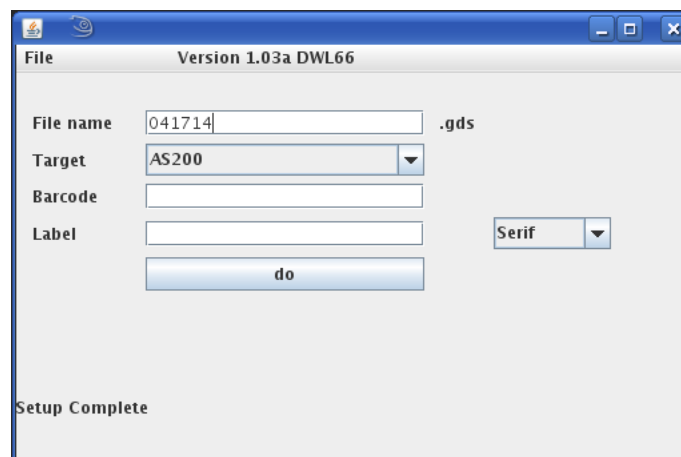 File Version 1.03a DWL66
File name 041714 .gds
Target AS200
Barcode
Label Serif
do
Setup Complete